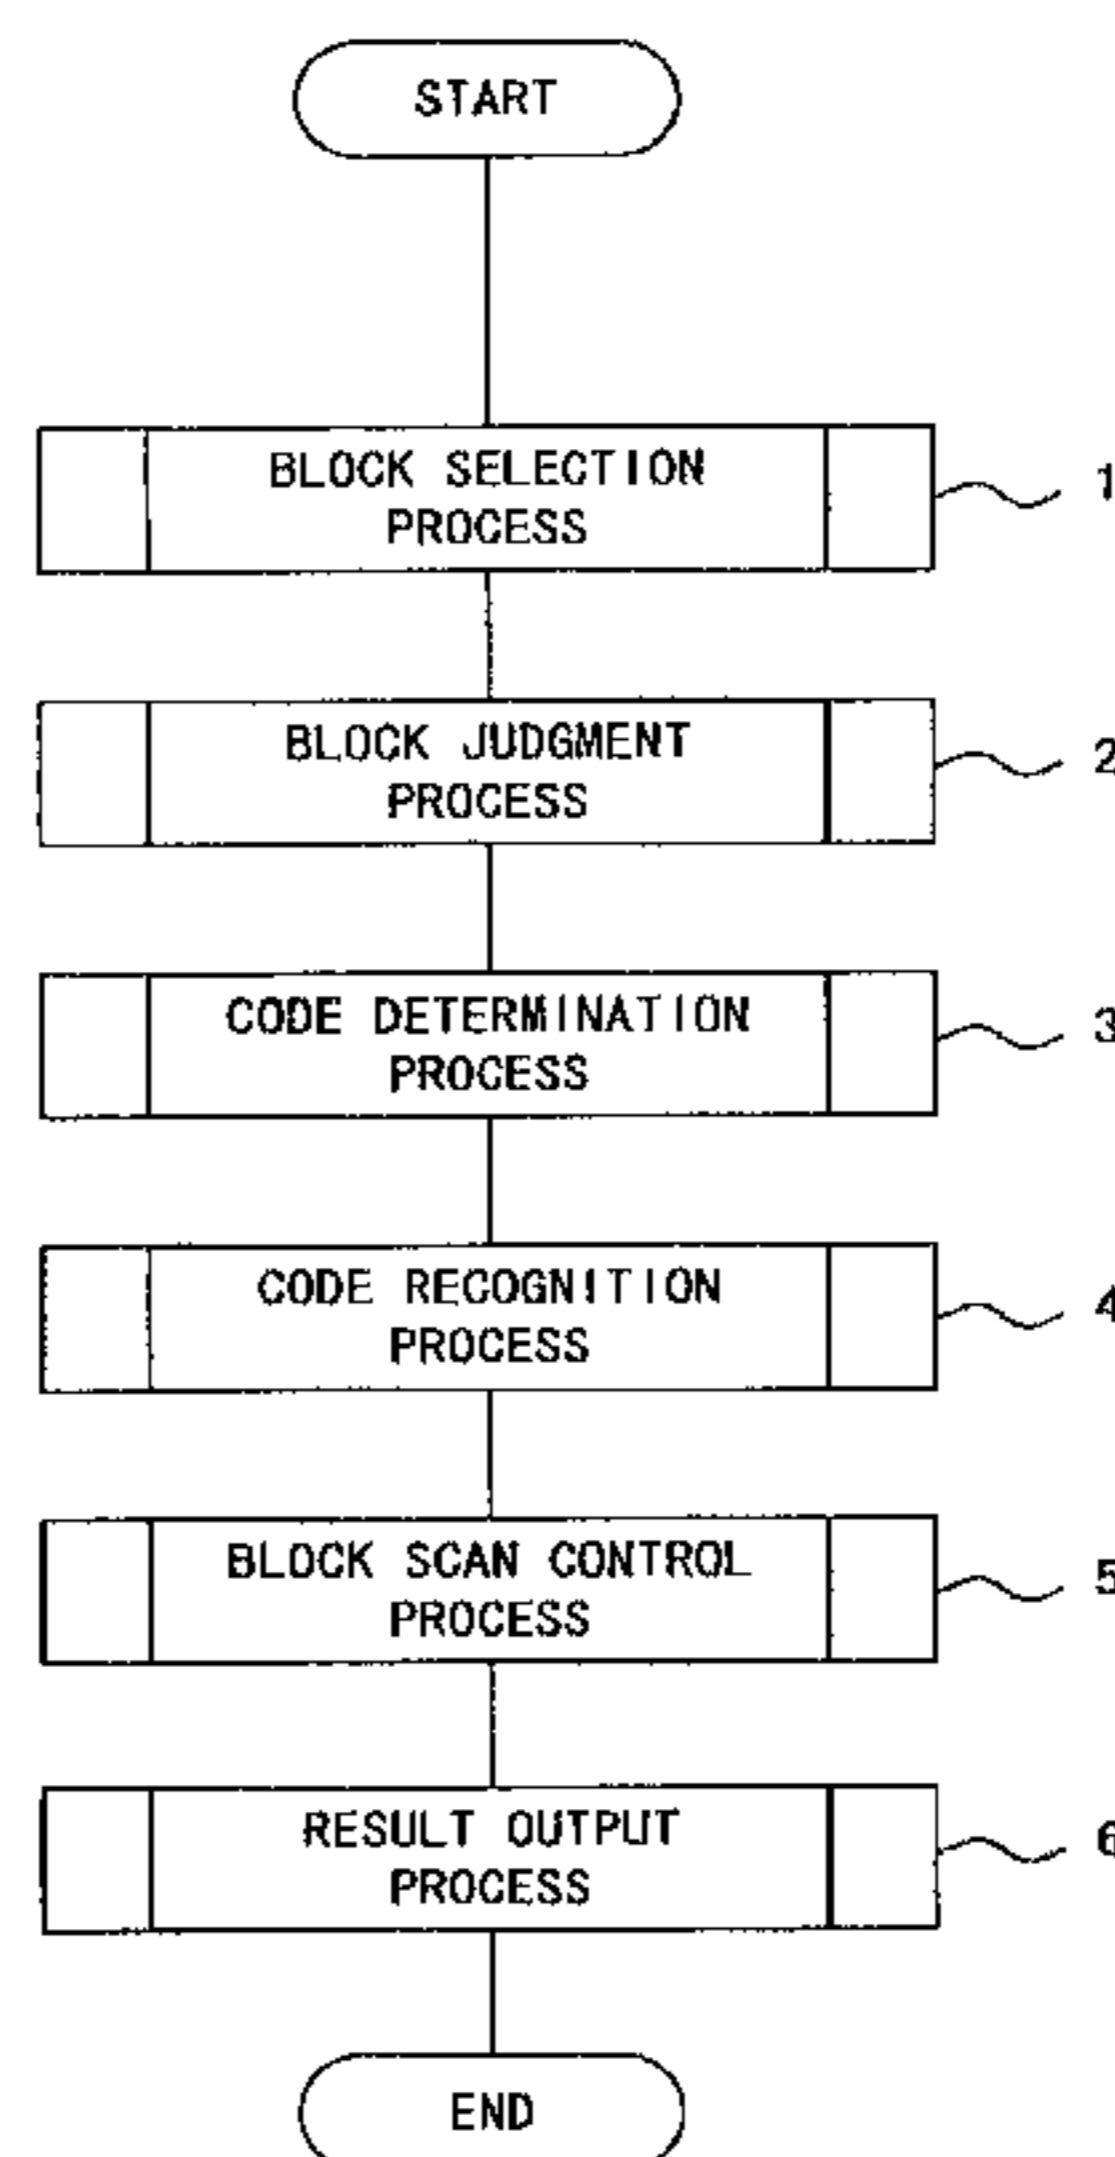 START
BLOCK SELECTION
PROCESS
1
BLOCK JUDGMENT
PROCESS
2
CODE DETERMINATION
PROCESS
3
CODE RECOGNITION
PROCESS
4
BLOCK SCAN CONTROL
PROCESS
5
RESULT OUTPUT
PROCESS
6
END